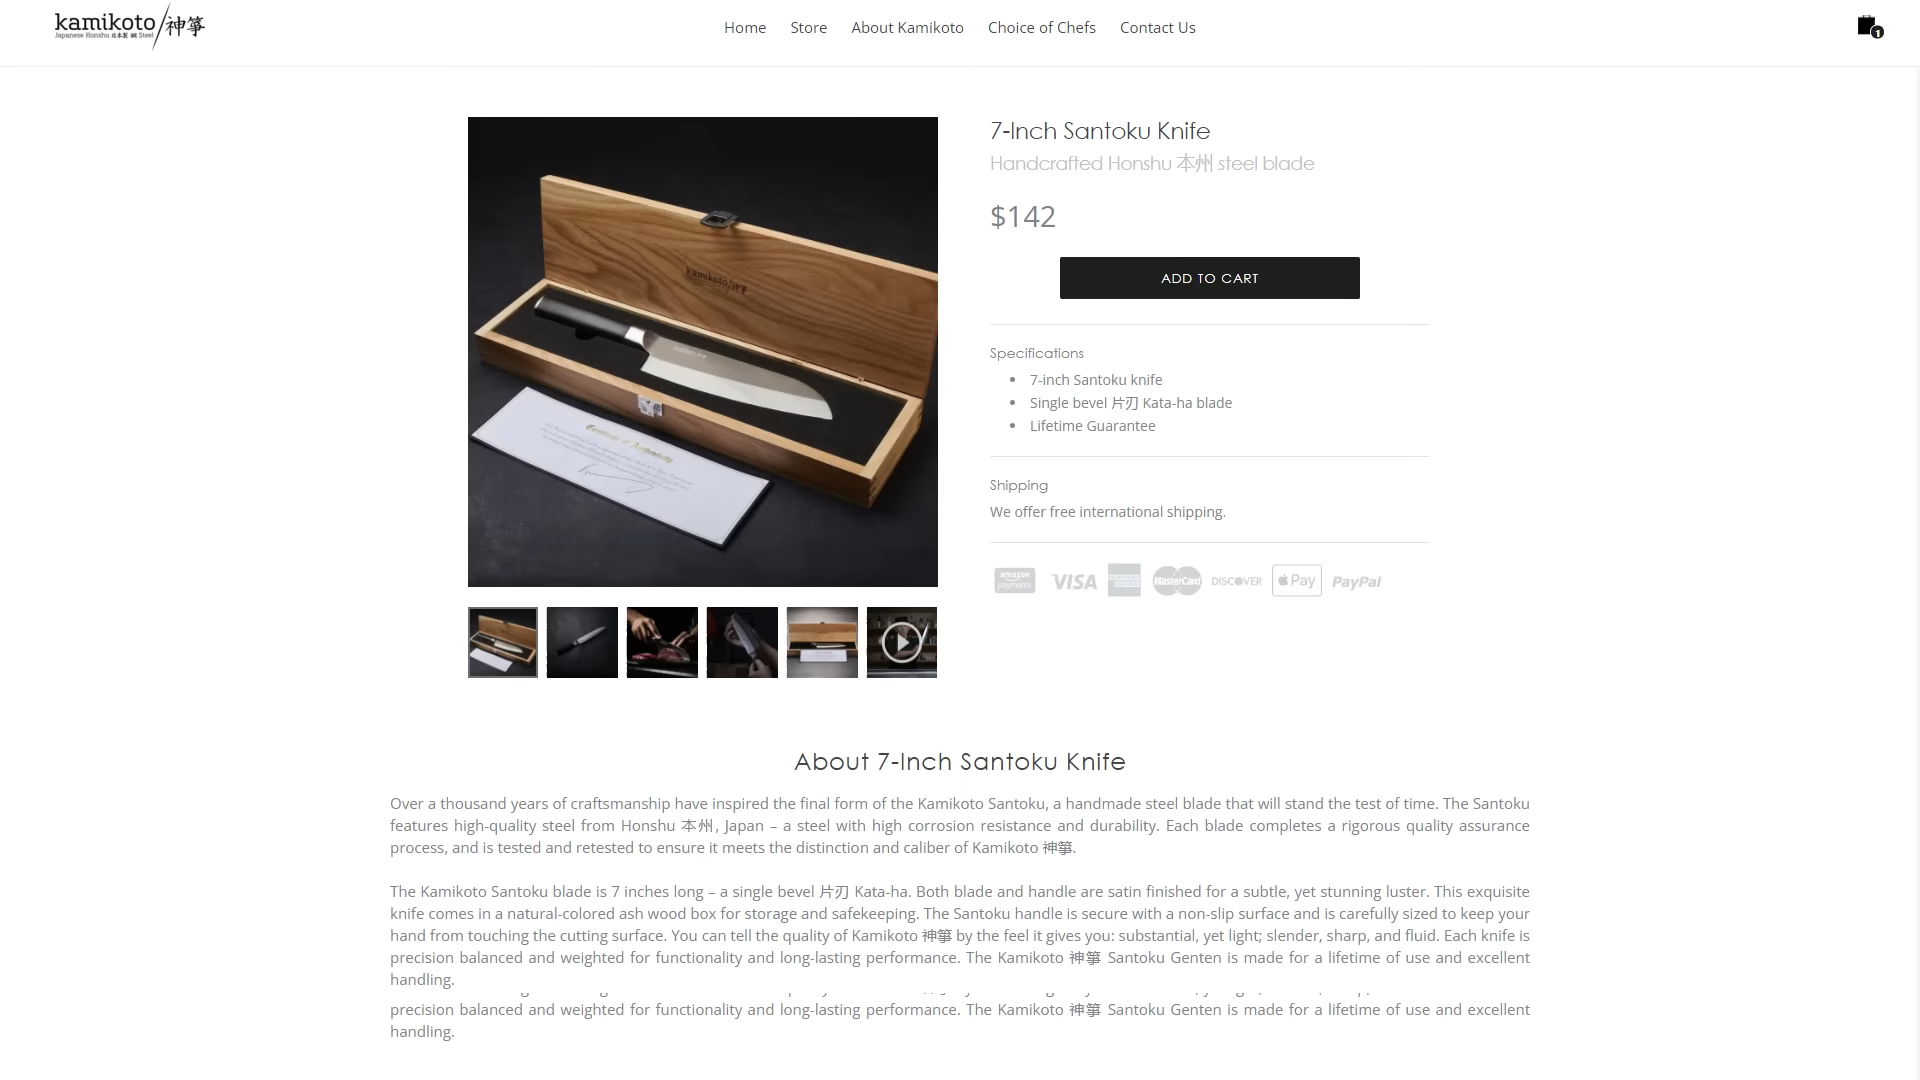 kamikoto/神箏
Japanese Honshu 日本製 鋼 Steel
Home Store About Kamikoto Choice of Chefs Contact Us
1
7-Inch Santoku Knife
Handcrafted Honshu 本州 steel blade
$142
ADD TO CART
Specifications
7-inch Santoku knife
Single bevel 片刃 Kata-ha blade
Lifetime Guarantee
Shipping
We offer free international shipping.
amazon payments VISA AMERICAN EXPRESS MasterCard DISCOVER Pay PayPal
kamikoto/神箏
Certificate of Authenticity
About 7-Inch Santoku Knife
Over a thousand years of craftsmanship have inspired the final form of the Kamikoto Santoku, a handmade steel blade that will stand the test of time. The Santoku
features high-quality steel from Honshu 本州, Japan – a steel with high corrosion resistance and durability. Each blade completes a rigorous quality assurance
process, and is tested and retested to ensure it meets the distinction and caliber of Kamikoto 神箏.
The Kamikoto Santoku blade is 7 inches long – a single bevel 片刃 Kata-ha. Both blade and handle are satin finished for a subtle, yet stunning luster. This exquisite
knife comes in a natural-colored ash wood box for storage and safekeeping. The Santoku handle is secure with a non-slip surface and is carefully sized to keep your
hand from touching the cutting surface. You can tell the quality of Kamikoto 神箏 by the feel it gives you: substantial, yet light; slender, sharp, and fluid. Each knife is
precision balanced and weighted for functionality and long-lasting performance. The Kamikoto 神箏 Santoku Genten is made for a lifetime of use and excellent
handling.
precision balanced and weighted for functionality and long-lasting performance. The Kamikoto 神箏 Santoku Genten is made for a lifetime of use and excellent
handling.